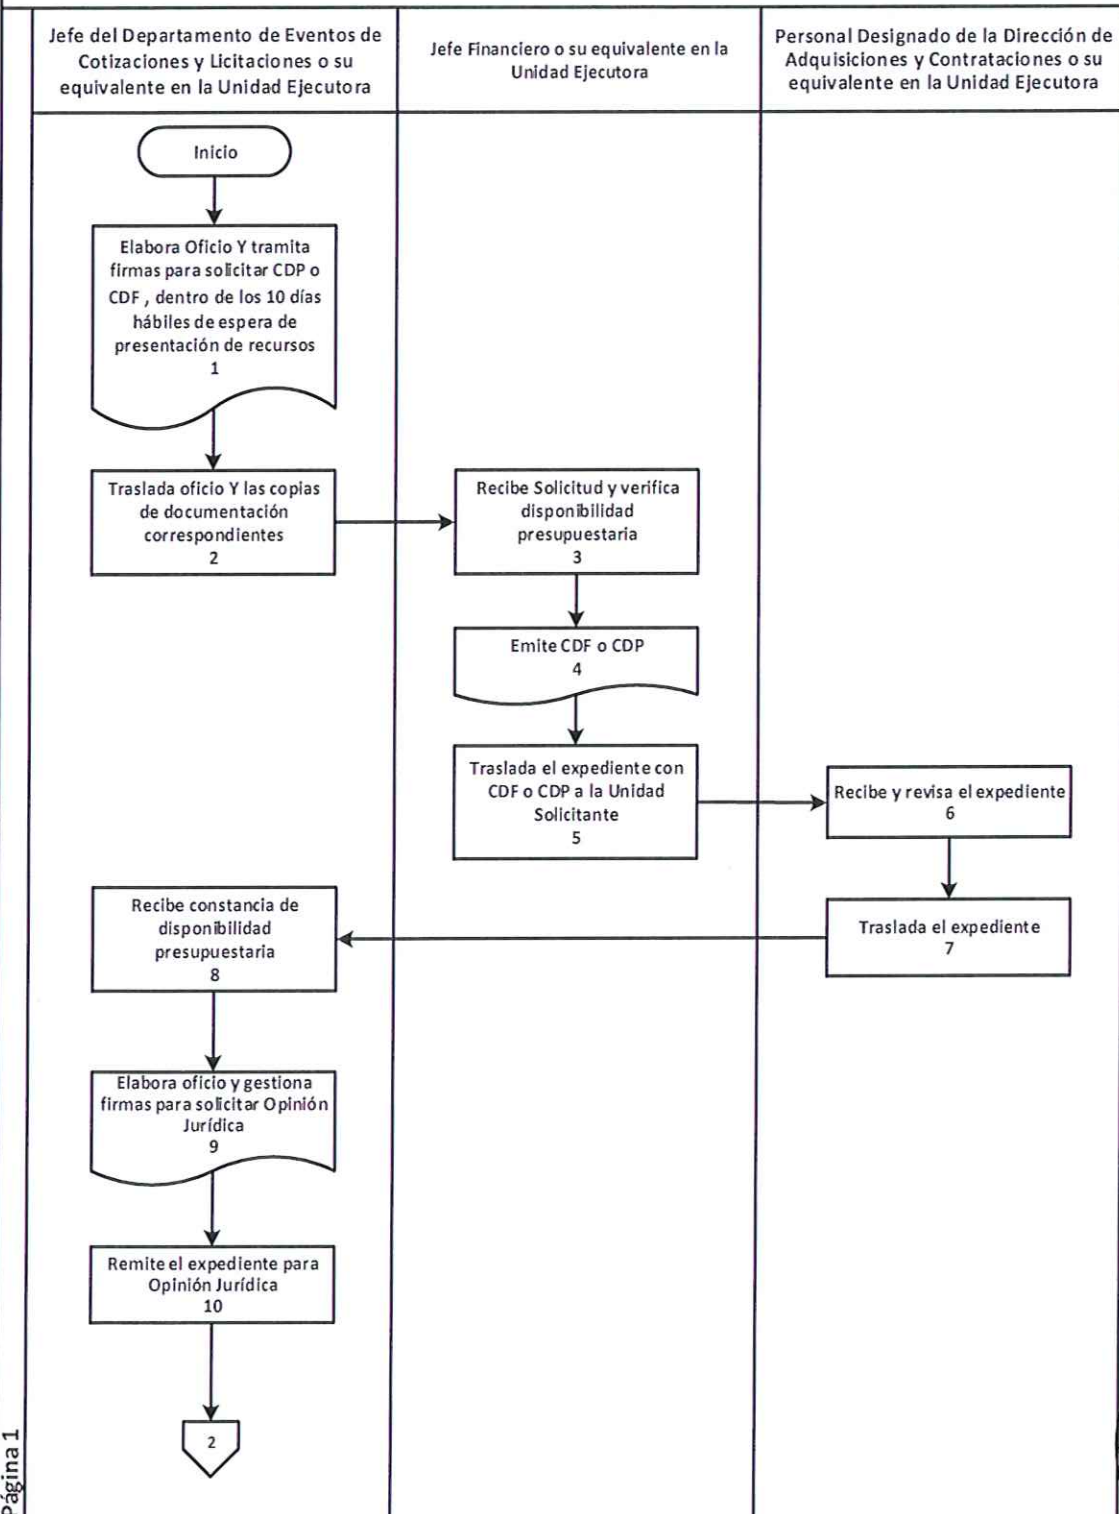 Jefe del Departamento de Eventos de
Cotizaciones y Licitaciones o su
equivalente en la Unidad Ejecutora
Jefe Financiero o su equivalente en la
Unidad Ejecutora
Personal Designado de la Dirección de
Adquisiciones y Contrataciones o su
equivalente en la Unidad Ejecutora
Inicio
Elabora Oficio Y tramita
firmas para solicitar CDP o
CDF , dentro de los 10 días
hábiles de espera de
presentación de recursos
1
Traslada oficio Y las copias
de documentación
correspondientes
2
Recibe Solicitud y verifica
disponibilidad
presupuestaria
3
Emite CDF o CDP
4
Traslada el expediente con
CDF o CDP a la Unidad
Solicitante
5
Recibe y revisa el expediente
6
Traslada el expediente
7
Recibe constancia de
disponibilidad
presupuestaria
8
Elabora oficio y gestiona
firmas para solicitar Opinión
Jurídica
9
Remite el expediente para
Opinión Jurídica
10
2
Página 1